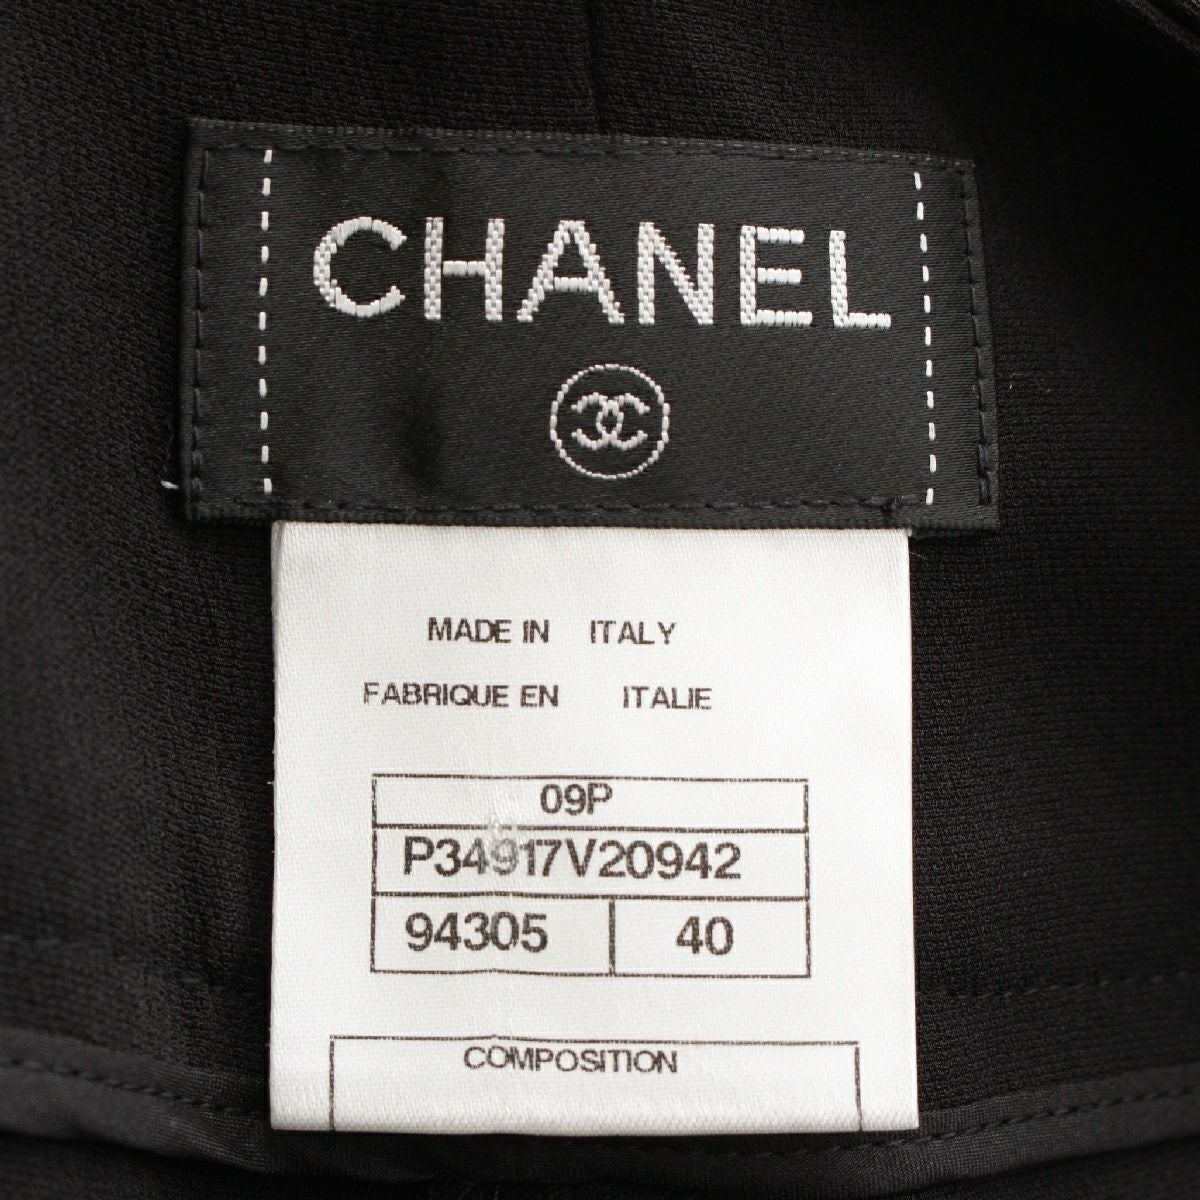 CHANEL
MADE IN ITALY
FABRIQUE EN ITALIE
09P
P34917V20942
94305 40
COMPOSITION